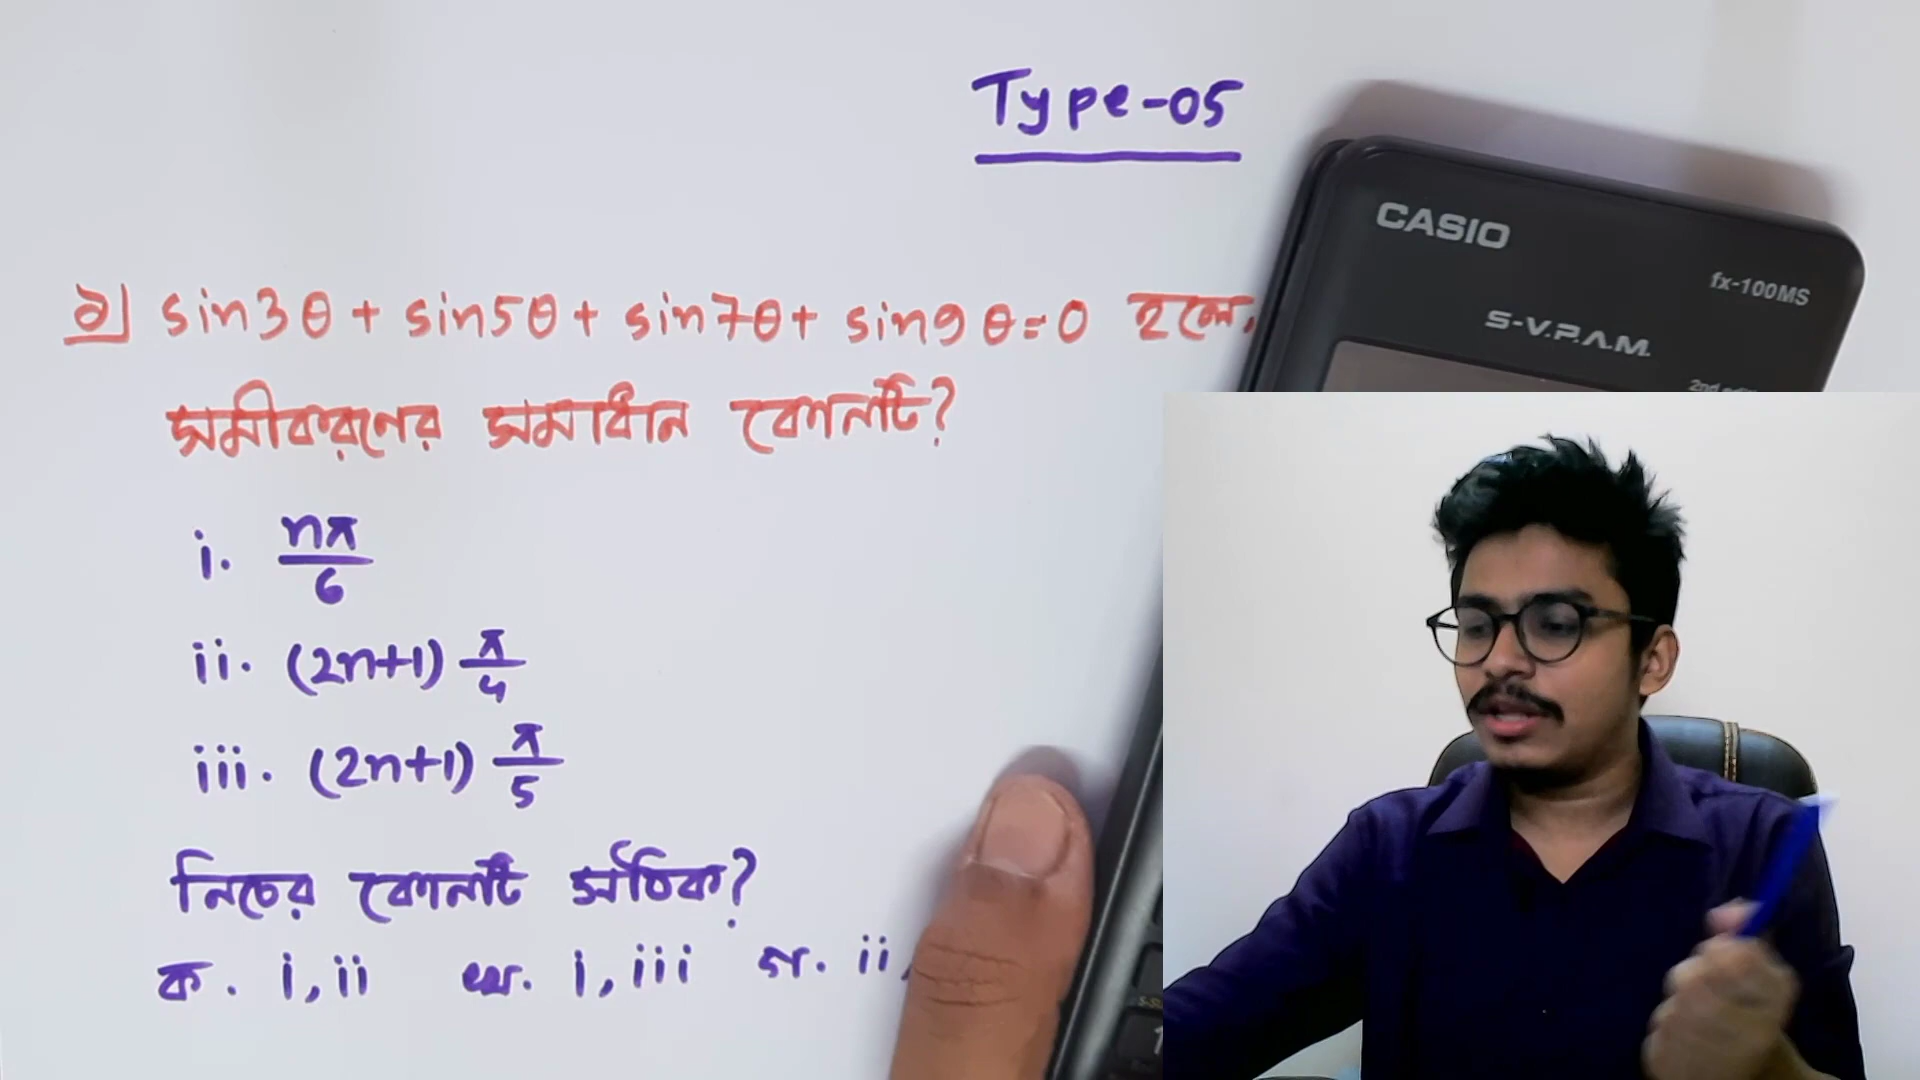 Type-05
CASIO
fx-100MS
S-V.P.A.M.
১) sin3θ + sin5θ + sin7θ + sin9θ = 0 হলে,
সমীকরণের সমাধান কোনটি?
i. nπ/6
ii. (2n+1) π/4
iii. (2n+1) π/5
নিচের কোনটি সঠিক?
ক. i, ii খ. i, iii গ. ii,